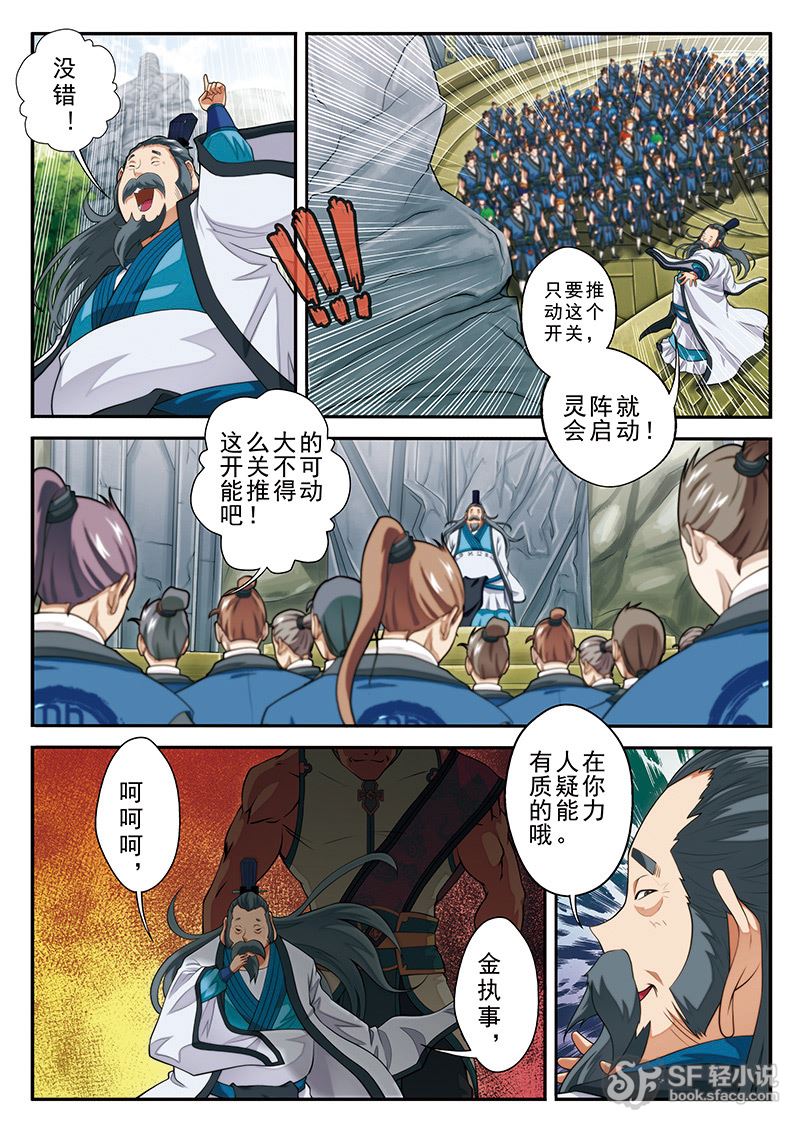 没错！
只要推
动这个
开关，
灵阵就
会启动！
这么大的
开关不可
能推得动
吧！
呵呵呵，
金执事，
有人在
质疑你
的能力
哦。
SF 轻小说
book.sfacg.com